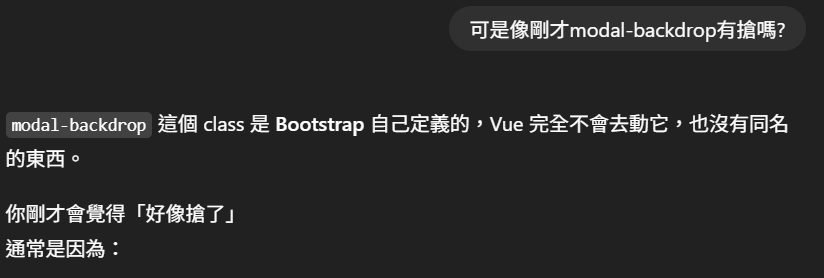 可是像剛才modal-backdrop有搶嗎?
modal-backdrop 這個 class 是 Bootstrap 自己定義的，Vue 完全不會去動它，也沒有同名
的東西。
你剛才會覺得「好像搶了」
通常是因為：